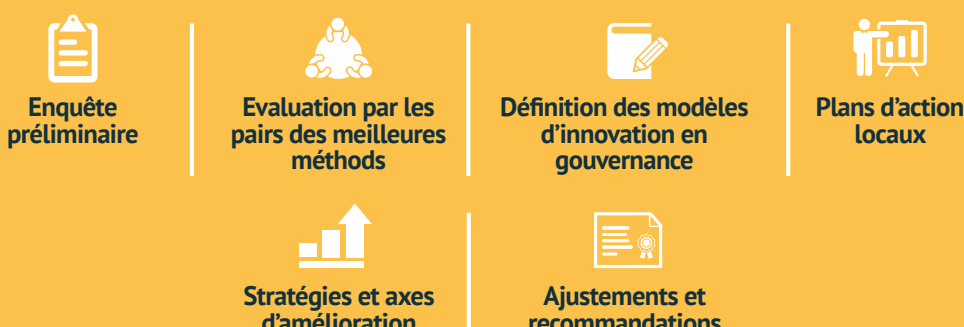 Enquête
préliminaire
Evaluation par les
pairs des meilleures
méthods
Définition des modèles
d'innovation en
gouvernance
Plans d'action
locaux
Stratégies et axes
d'amélioration
Ajustements et
recommandations